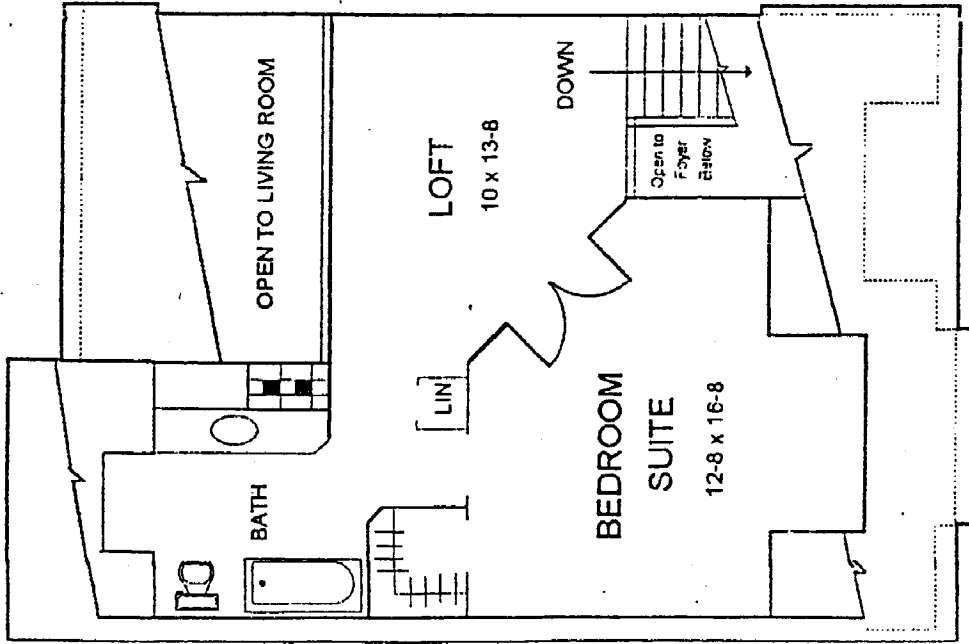 OPEN TO LIVING ROOM
LOFT
10 x 13-8
DOWN
Open to
Foyer
Below
LIN
BATH
BEDROOM
SUITE
12-8 x 16-8